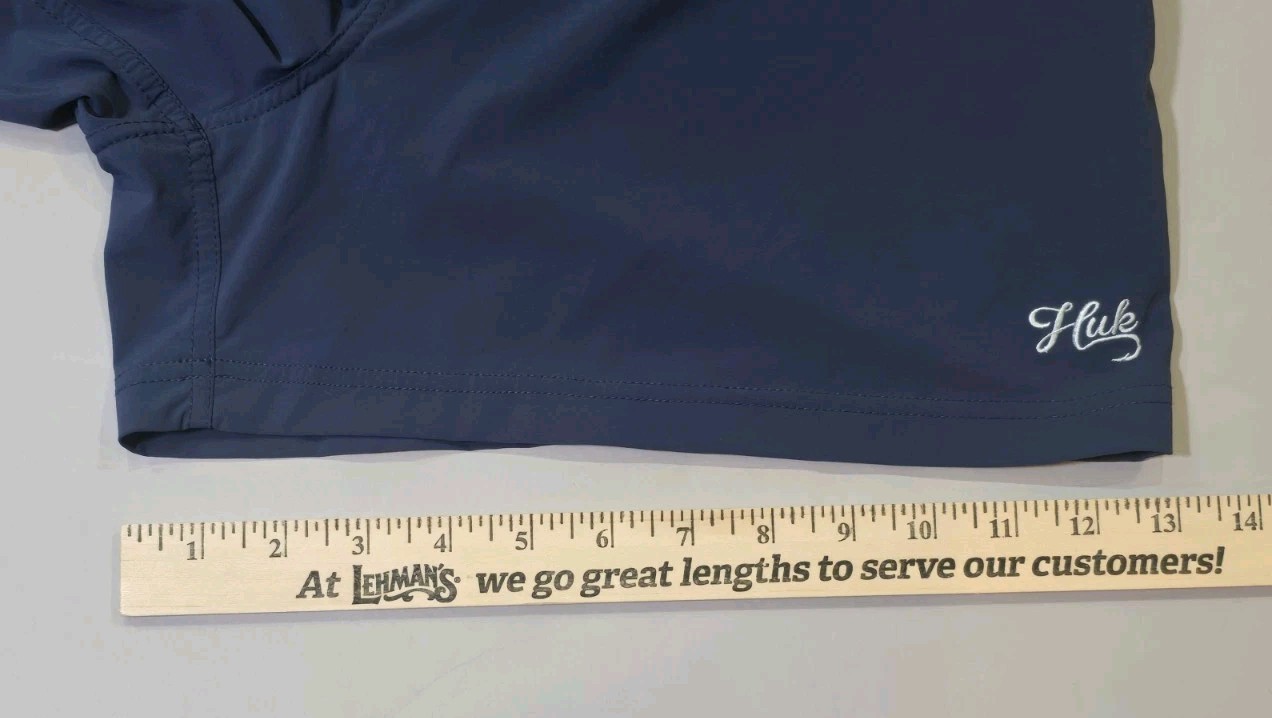 Huk
1 2 3 4 5 6 7 8 9 10 11 12 13 14
At LEHMAN'S we go great lengths to serve our customers!